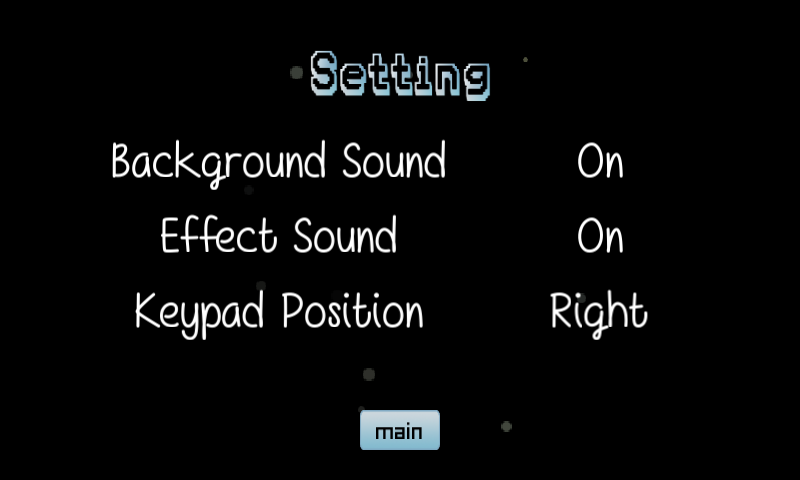 Setting
Background Sound On
Effect Sound On
Keypad Position Right
main